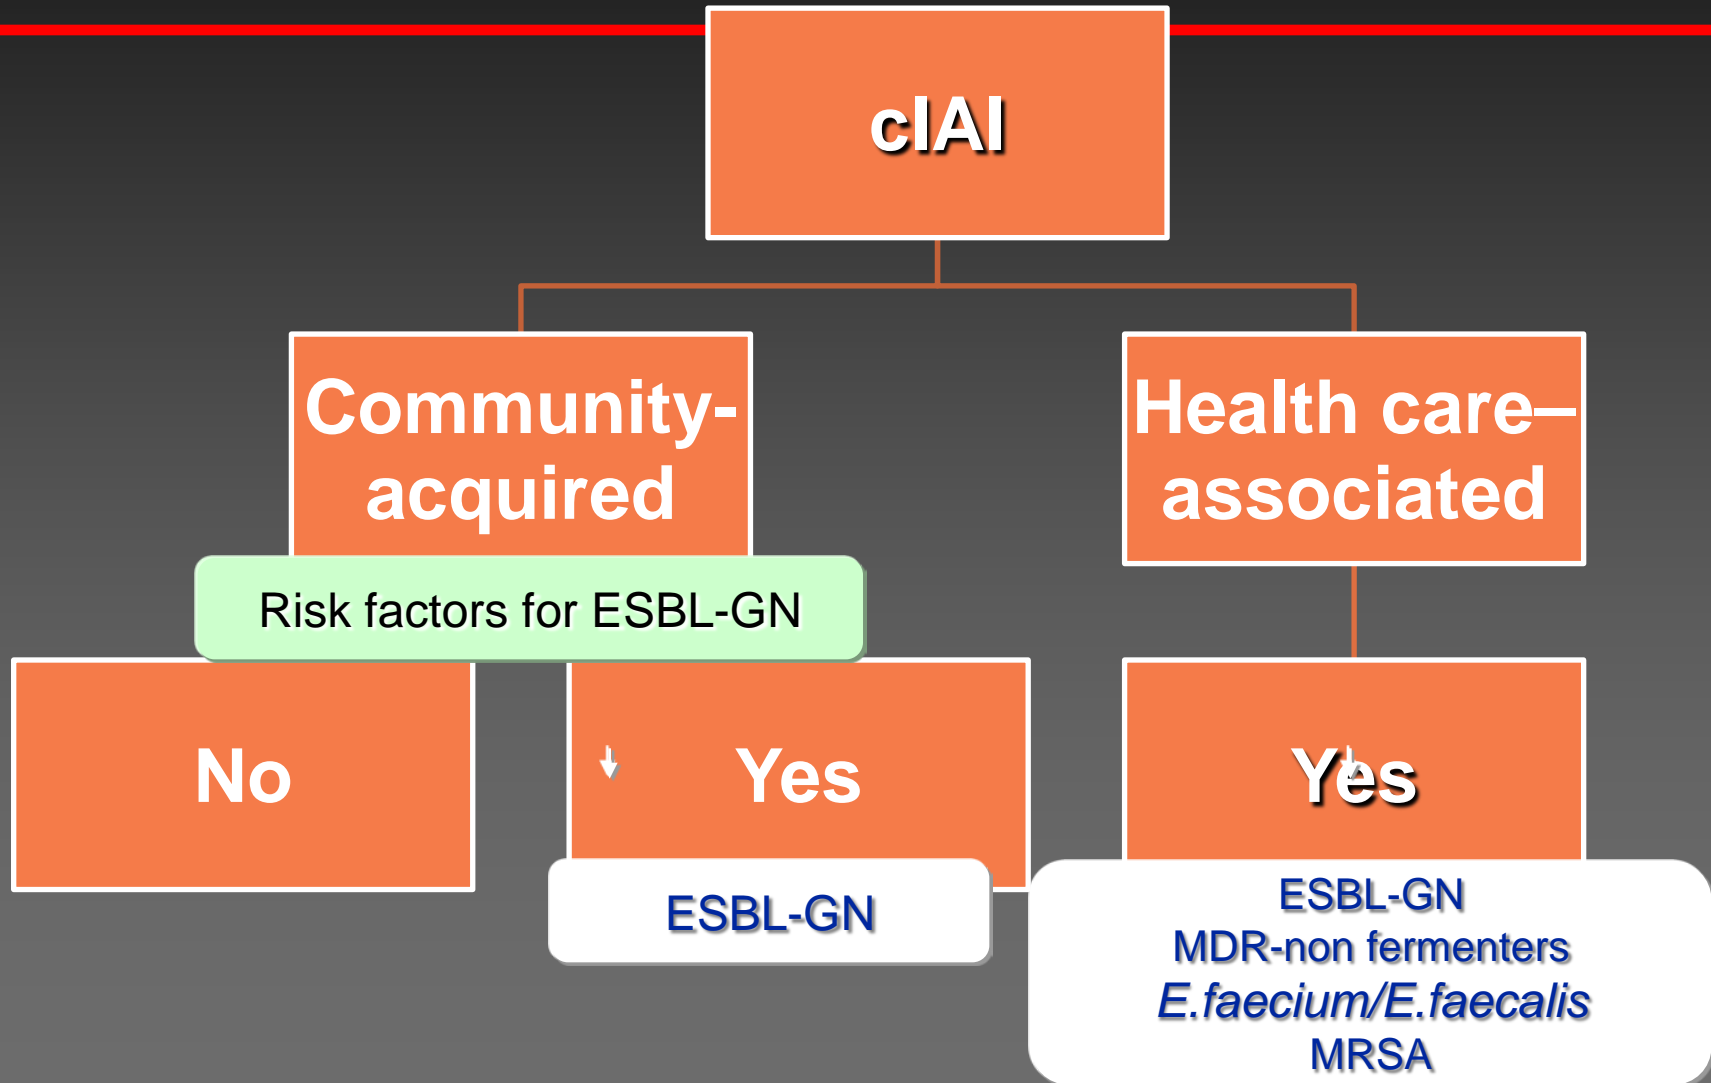 cIAI
Community-
acquired
Health care–
associated
Risk factors for ESBL-GN
No
Yes
Yes
ESBL-GN
ESBL-GN
MDR-non fermenters
E.faecium/E.faecalis
MRSA